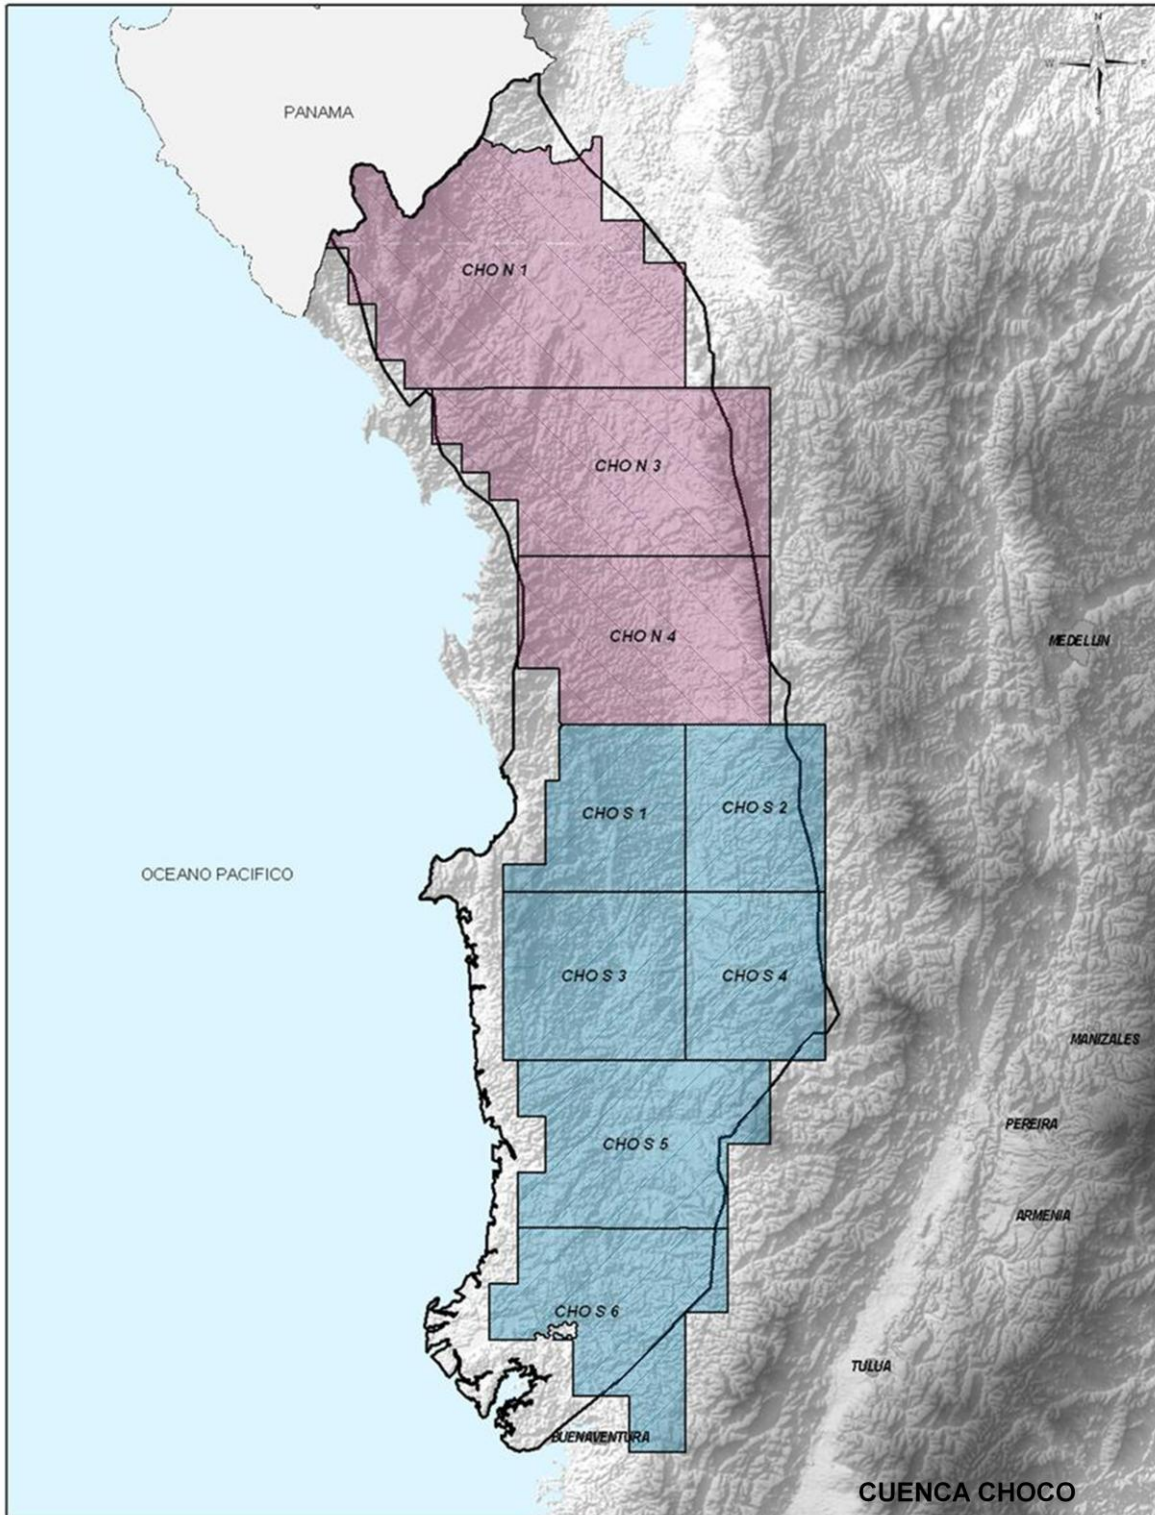 N
W E
S
PANAMA
CHO N 1
CHO N 3
CHO N 4
MEDELLIN
CHO S 1
CHO S 2
OCEANO PACIFICO
CHO S 3
CHO S 4
MANIZALES
PEREIRA
CHO S 5
ARMENIA
CHO S 6
TULUA
BUENAVENTURA
CUENCA CHOCO